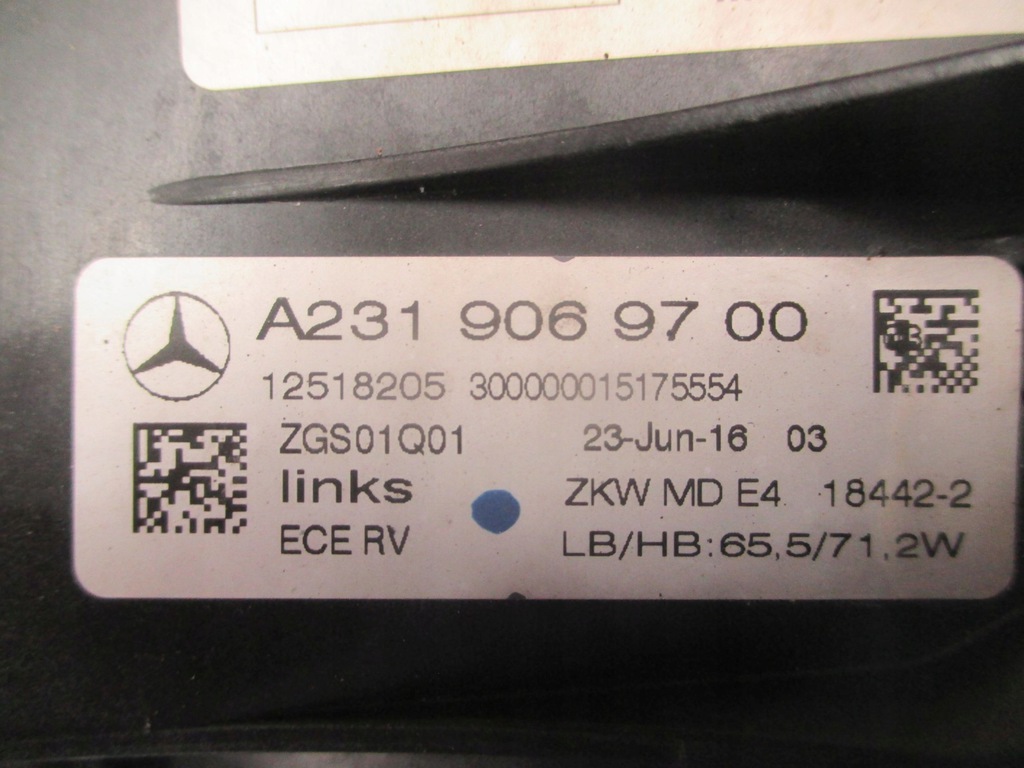 A231 906 97 00
12518205 300000015175554
ZGS01Q01 23-Jun-16 03
links ZKW MD E4 18442-2
ECE RV LB/HB:65,5/71,2W